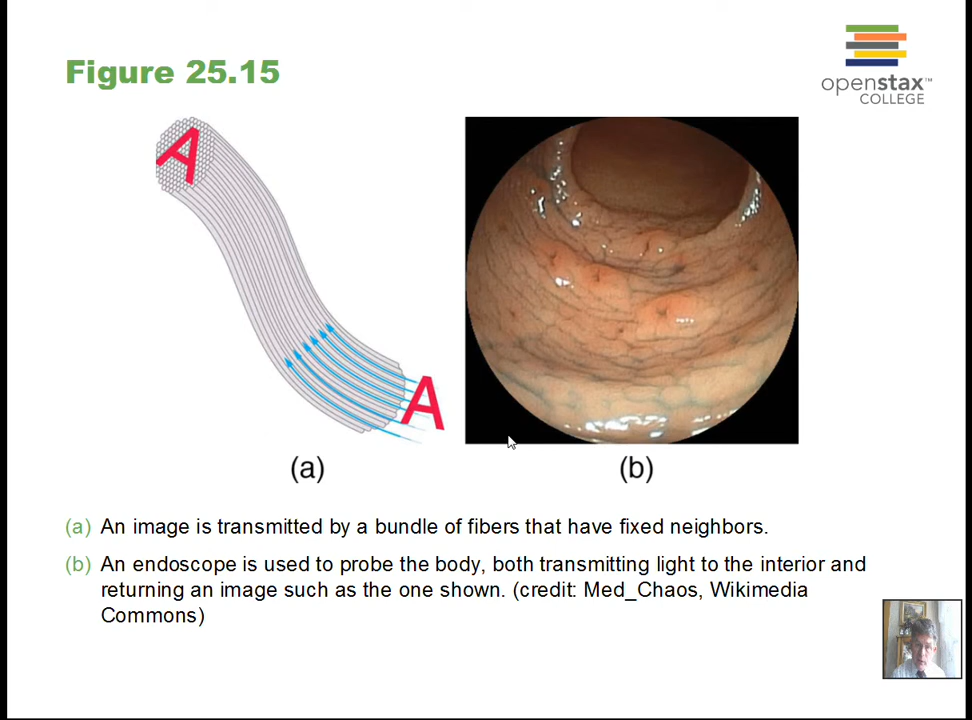 Figure 25.15
openstax™
COLLEGE
A
A
(a)
(b)
(a) An image is transmitted by a bundle of fibers that have fixed neighbors.
(b) An endoscope is used to probe the body, both transmitting light to the interior and
returning an image such as the one shown. (credit: Med_Chaos, Wikimedia
Commons)